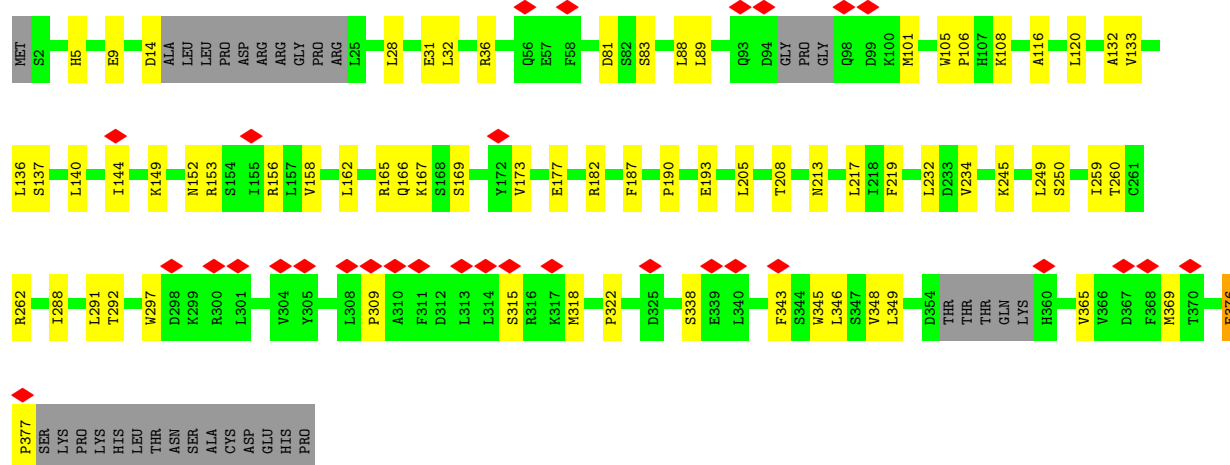 MET S2 H5 E9 D14 ALA LEU LEU PRO ASP ARG ARG GLY PRO ARG L25 L28 E31 L32 R36 Q56 E57 F58 D81 S82 S83 L88 L89 Q93 D94 GLY PRO GLY Q98 D99 K100 M101 W105 P106 H107 K108 A116 L120 A132 V133
L136 S137 L140 I144 K149 N152 R153 S154 I155 R156 L157 V158 L162 R165 Q166 K167 S168 S169 Y172 V173 E177 R182 F187 P190 E193 L205 T208 N213 L217 I218 F219 L232 D233 V234 K245 L249 S250 I259 T260 C261
R262 I288 L291 T292 W297 D298 K299 R300 L301 V304 Y305 L308 P309 A310 F311 D312 L313 L314 S315 R316 K317 M318 P322 D325 S338 E339 L340 F343 S344 W345 L346 S347 V348 L349 D354 THR THR THR GLN LYS H360 V365 V366 D367 F368 M369 T370
P377 SER LYS PRO LYS HIS LEU THR ASN SER ALA CYS ASP GLU HIS PRO